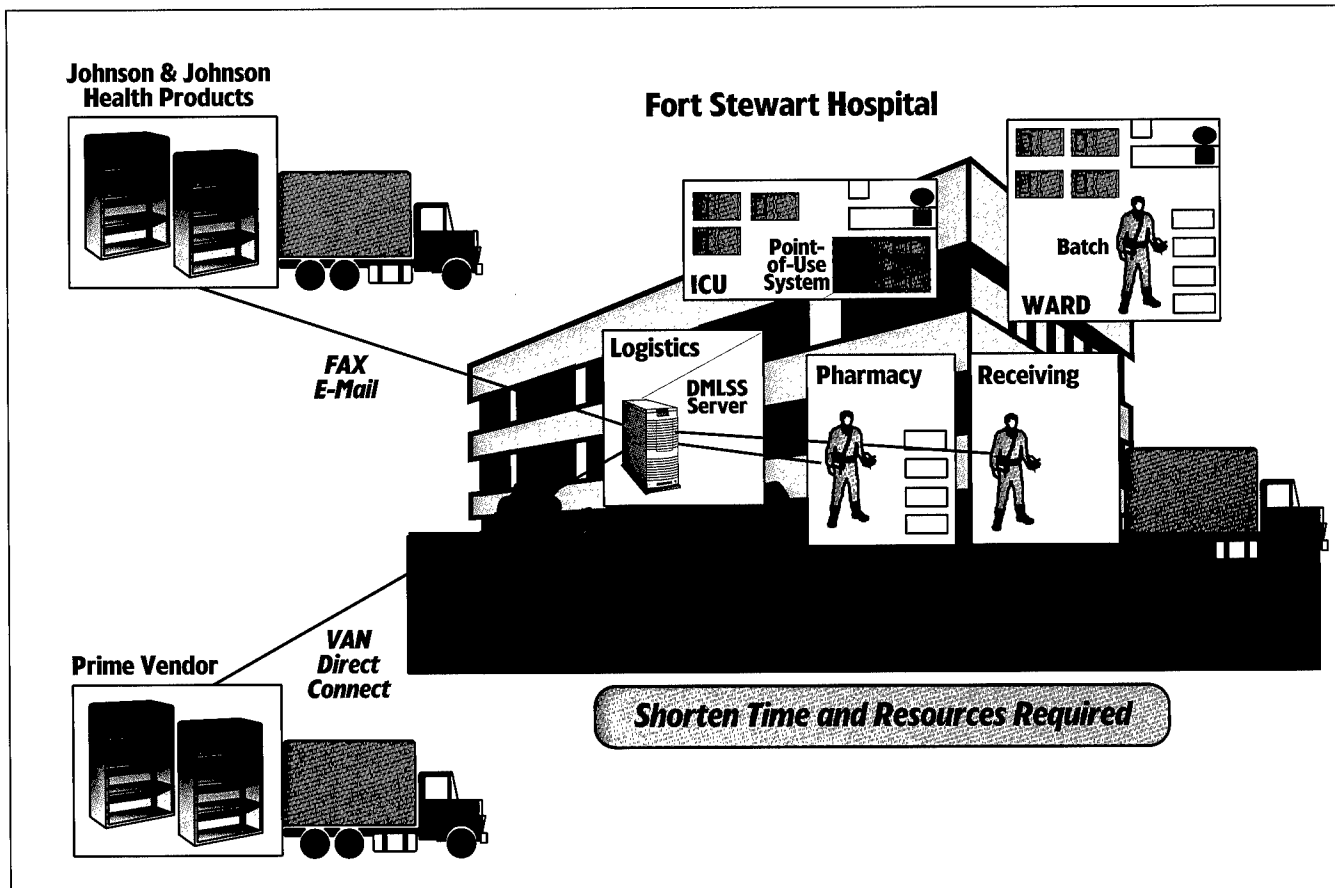 Johnson & Johnson
Health Products
Fort Stewart Hospital
Point-
of-Use
System
ICU
Batch
WARD
FAX
E-Mail
Logistics
DMLSS
Server
Pharmacy
Receiving
VAN
Direct
Connect
Prime Vendor
Shorten Time and Resources Required